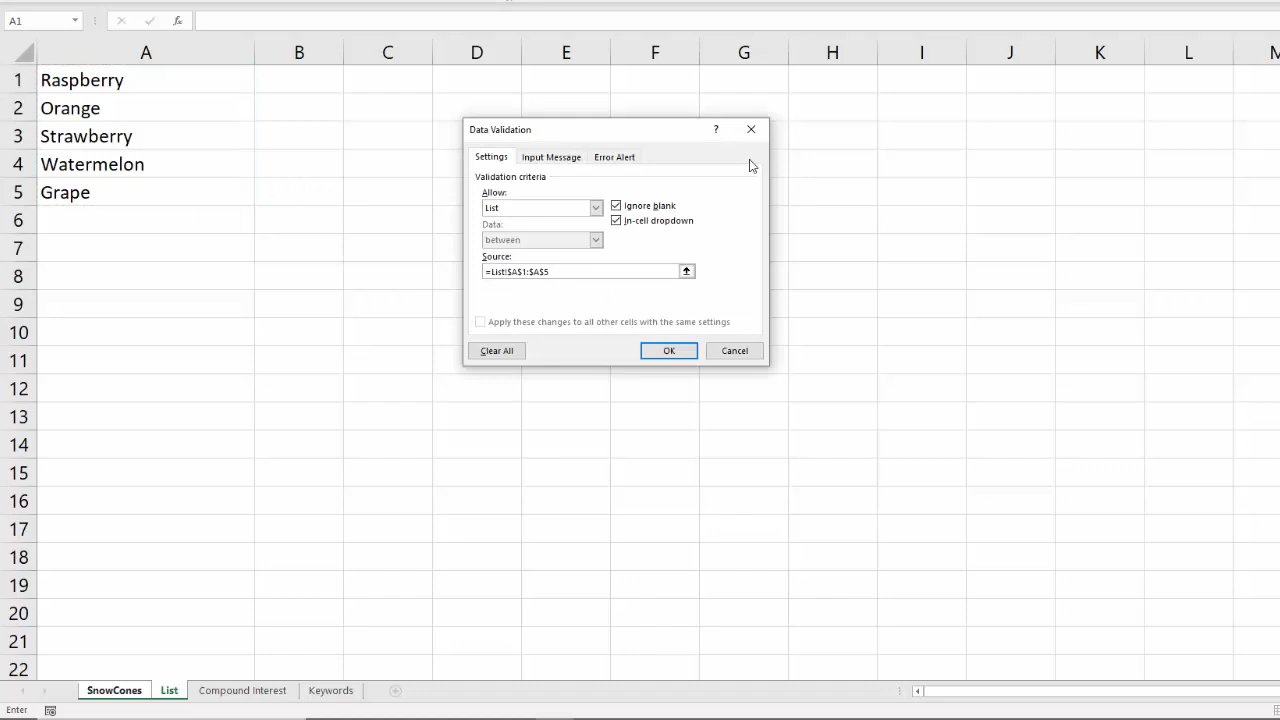 A1
fx
A B C D E F G H I J K L M
1 Raspberry
2 Orange
3 Strawberry
4 Watermelon
5 Grape
6
7
8
9
10
11
12
13
14
15
16
17
18
19
20
21
22
Data Validation ?
Settings Input Message Error Alert
Validation criteria
Allow:
List Ignore blank
In-cell dropdown
Data:
between
Source:
=List!$A$1:$A$5
Apply these changes to all other cells with the same settings
Clear All OK Cancel
SnowCones List Compound Interest Keywords
Enter